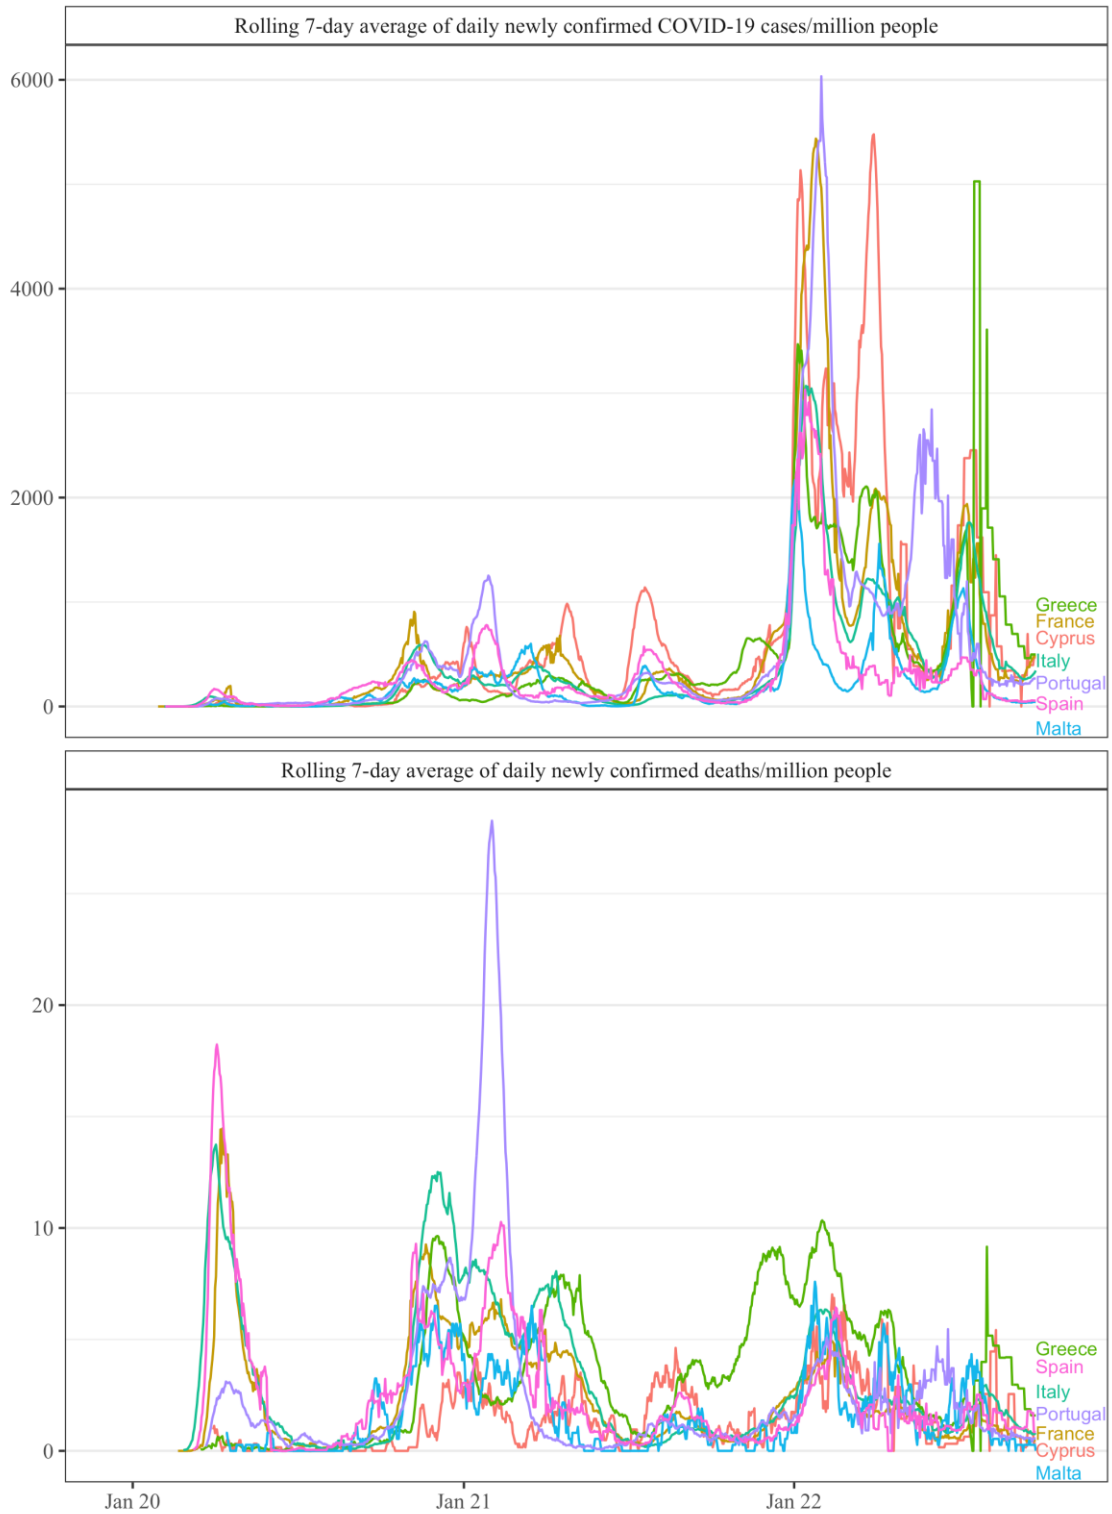 Rolling 7-day average of daily newly confirmed COVID-19 cases/million people
6000
4000
2000
0
Greece
France
Cyprus
Italy
Portugal
Spain
Malta
Rolling 7-day average of daily newly confirmed deaths/million people
20
10
0
Greece
Spain
Italy
Portugal
France
Cyprus
Malta
Jan 20 Jan 21 Jan 22